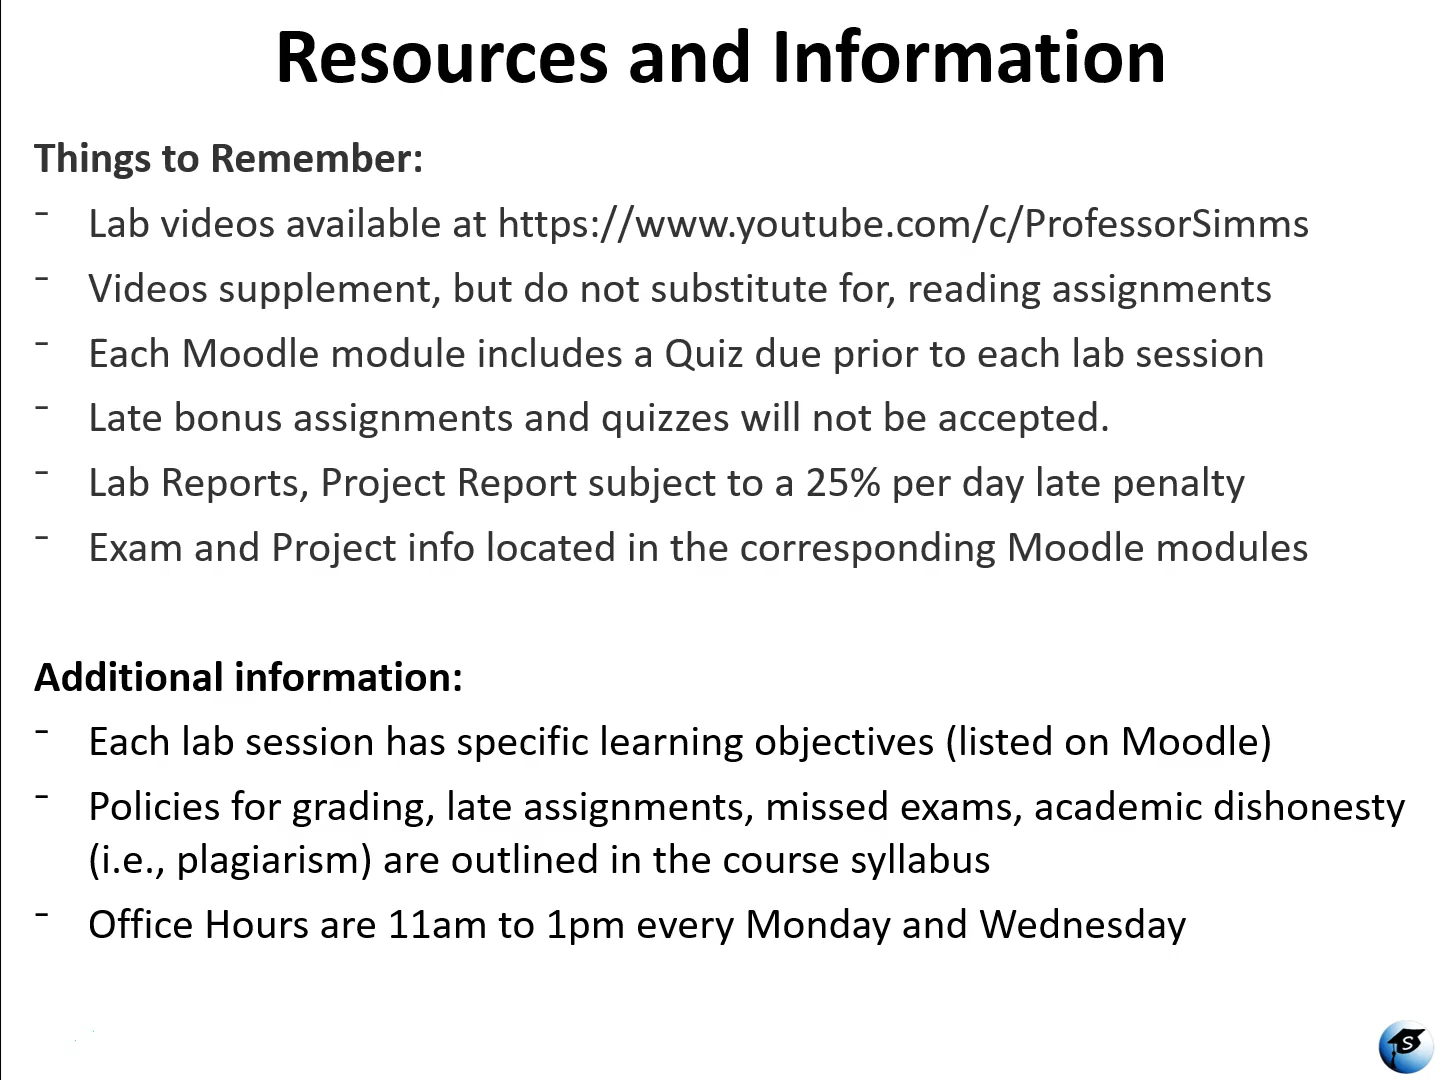 Resources and Information
Things to Remember:
⁻ Lab videos available at https://www.youtube.com/c/ProfessorSimms
⁻ Videos supplement, but do not substitute for, reading assignments
⁻ Each Moodle module includes a Quiz due prior to each lab session
⁻ Late bonus assignments and quizzes will not be accepted.
⁻ Lab Reports, Project Report subject to a 25% per day late penalty
⁻ Exam and Project info located in the corresponding Moodle modules
Additional information:
⁻ Each lab session has specific learning objectives (listed on Moodle)
⁻ Policies for grading, late assignments, missed exams, academic dishonesty
(i.e., plagiarism) are outlined in the course syllabus
⁻ Office Hours are 11am to 1pm every Monday and Wednesday
S